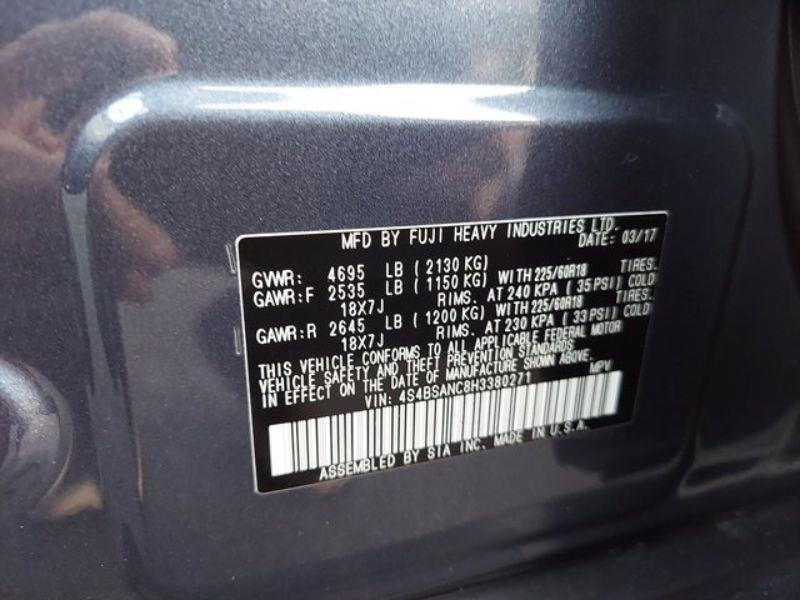 MFD BY FUJI HEAVY INDUSTRIES LTD.
DATE: 03/17
GVWR: 4695 LB ( 2130 KG)
GAWR:F 2535 LB ( 1150 KG) WITH 225/60R18 TIRES.
18X7J RIMS. AT 240 KPA ( 35 PSI) COLD
GAWR:R 2645 LB ( 1200 KG) WITH 225/60R18 TIRES.
18X7J RIMS. AT 230 KPA ( 33 PSI) COLD
THIS VEHICLE CONFORMS TO ALL APPLICABLE FEDERAL MOTOR
VEHICLE SAFETY AND THEFT PREVENTION STANDARDS
IN EFFECT ON THE DATE OF MANUFACTURE SHOWN ABOVE.
VIN: 4S4BSANC8H3380271 MPV
ASSEMBLED BY SIA INC. MADE IN U.S.A.